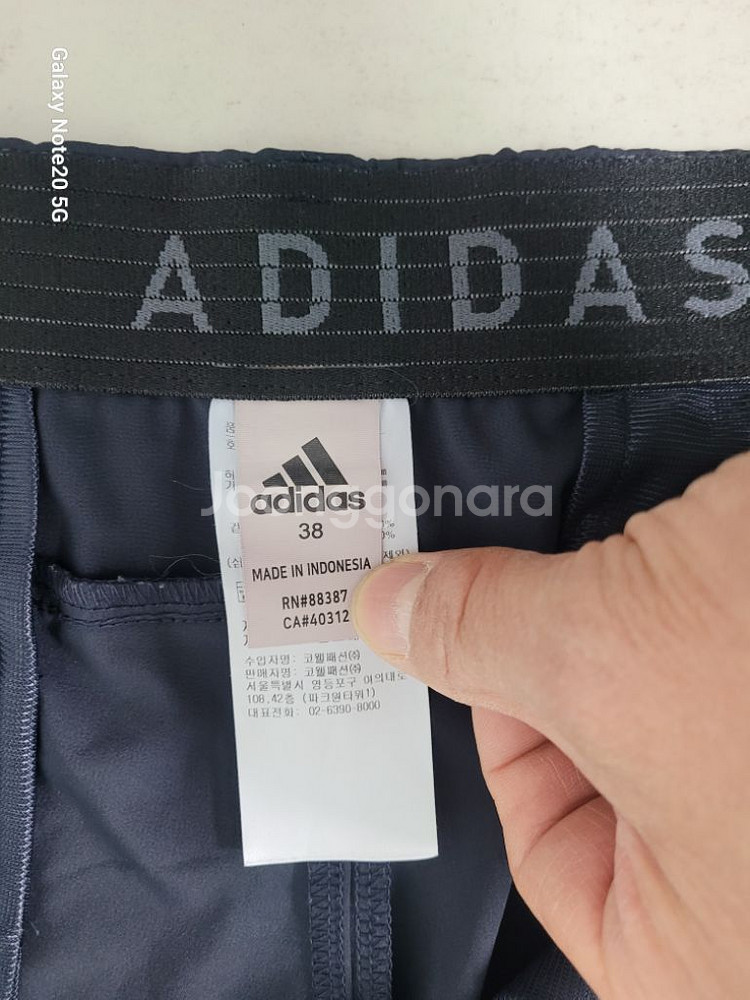 Galaxy Note20 5G
ADIDAS
Joonggonara
adidas
38
MADE IN INDONESIA
RN#88387
CA#40312
수입자명: 코웰패션㈜
판매자명: 코웰패션㈜
서울특별시 영등포구 여의대로
108,42층 (파크원타워1)
대표전화: 02-6390-8000